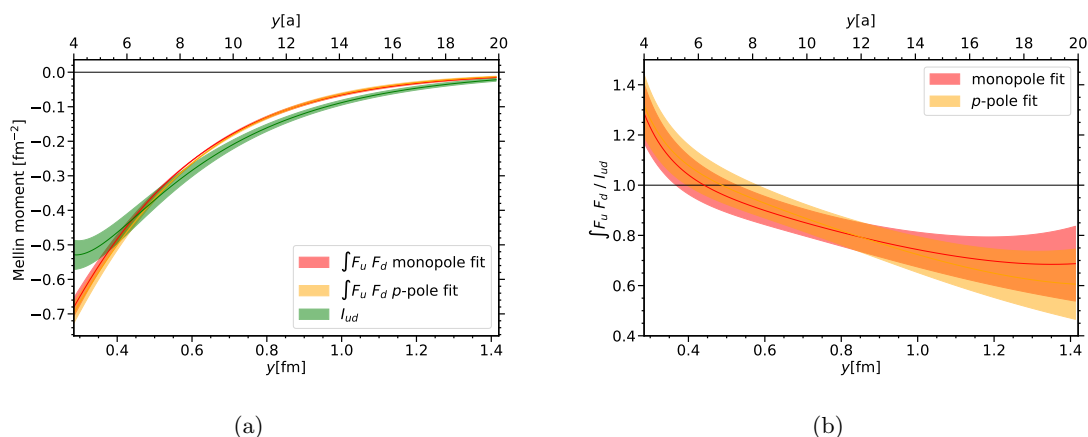 y[a]
4 6 8 10 12 14 16 18 20
0.0
−0.1
−0.2
−0.3
−0.4
−0.5
−0.6
−0.7
Mellin moment [fm⁻²]
∫F_u F_d monopole fit
∫F_u F_d p-pole fit
I_ud
0.4 0.6 0.8 1.0 1.2 1.4
y[fm]
(a)
y[a]
4 6 8 10 12 14 16 18 20
1.4
1.2
1.0
0.8
0.6
0.4
∫F_u F_d / I_ud
monopole fit
p-pole fit
0.4 0.6 0.8 1.0 1.2 1.4
y[fm]
(b)